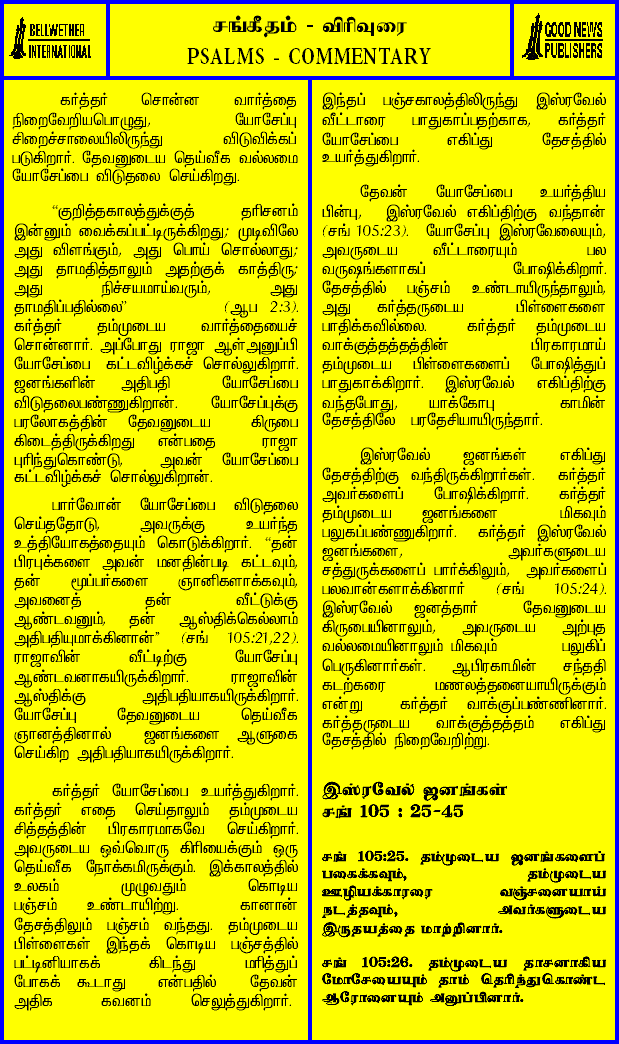 BELLWETHER
INTERNATIONAL
சங்கீதம் - விரிவுரை
PSALMS - COMMENTARY
GOOD NEWS
PUBLISHERS
கர்த்தர் சொன்ன வார்த்தை
நிறைவேறியபொழுது, யோசேப்பு
சிறைச்சாலையிலிருந்து விடுவிக்கப்
படுகிறார். தேவனுடைய தெய்வீக வல்லமை
யோசேப்பை விடுதலை செய்கிறது.
“குறித்தகாலத்துக்குத் தரிசனம்
இன்னும் வைக்கப்பட்டிருக்கிறது; முடிவிலே
அது விளங்கும், அது பொய் சொல்லாது;
அது தாமதித்தாலும் அதற்குக் காத்திரு;
அது நிச்சயமாய்வரும், அது
தாமதிப்பதில்லை” (ஆப 2:3).
கர்த்தர் தம்முடைய வார்த்தையைச்
சொன்னார். அப்போது ராஜா ஆள்அனுப்பி
யோசேப்பை கட்டவிழ்க்கச் சொல்லுகிறார்.
ஜனங்களின் அதிபதி யோசேப்பை
விடுதலைபண்ணுகிறான். யோசேப்புக்கு
பரலோகத்தின் தேவனுடைய கிருபை
கிடைத்திருக்கிறது என்பதை ராஜா
புரிந்துகொண்டு, அவன் யோசேப்பை
கட்டவிழ்க்கச் சொல்லுகிறான்.
பார்வோன் யோசேப்பை விடுதலை
செய்ததோடு, அவருக்கு உயர்ந்த
உத்தியோகத்தையும் கொடுக்கிறார். “தன்
பிரபுக்களை அவன் மனதின்படி கட்டவும்,
தன் மூப்பர்களை ஞானிகளாக்கவும்,
அவனைத் தன் வீட்டுக்கு
ஆண்டவனும், தன் ஆஸ்திக்கெல்லாம்
அதிபதியுமாக்கினான்” (சங் 105:21,22).
ராஜாவின் வீட்டிற்கு யோசேப்பு
ஆண்டவனாகயிருக்கிறார். ராஜாவின்
ஆஸ்திக்கு அதிபதியாகயிருக்கிறார்.
யோசேப்பு தேவனுடைய தெய்வீக
ஞானத்தினால் ஜனங்களை ஆளுகை
செய்கிற அதிபதியாகயிருக்கிறார்.
கர்த்தர் யோசேப்பை உயர்த்துகிறார்.
கர்த்தர் எதை செய்தாலும் தம்முடைய
சித்தத்தின் பிரகாரமாகவே செய்கிறார்.
அவருடைய ஒவ்வொரு கிரியைக்கும் ஒரு
தெய்வீக நோக்கமிருக்கும். இக்காலத்தில்
உலகம் முழுவதும் கொடிய
பஞ்சம் உண்டாயிற்று. கானான்
தேசத்திலும் பஞ்சம் வந்தது. தம்முடைய
பிள்ளைகள் இந்தக் கொடிய பஞ்சத்தில்
பட்டினியாகக் கிடந்து மரித்துப்
போகக் கூடாது என்பதில் தேவன்
அதிக கவனம் செலுத்துகிறார்.
இந்தப் பஞ்சகாலத்திலிருந்து இஸ்ரவேல்
வீட்டாரை பாதுகாப்பதற்காக, கர்த்தர்
யோசேப்பை எகிப்து தேசத்தில்
உயர்த்துகிறார்.
தேவன் யோசேப்பை உயர்த்திய
பின்பு, இஸ்ரவேல் எகிப்திற்கு வந்தான்
(சங் 105:23). யோசேப்பு இஸ்ரவேலையும்,
அவருடைய வீட்டாரையும் பல
வருஷங்களாகப் போஷிக்கிறார்.
தேசத்தில் பஞ்சம் உண்டாயிருந்தாலும்,
அது கர்த்தருடைய பிள்ளைகளை
பாதிக்கவில்லை. கர்த்தர் தம்முடைய
வாக்குத்தத்தத்தின் பிரகாரமாய்
தம்முடைய பிள்ளைகளைப் போஷித்துப்
பாதுகாக்கிறார். இஸ்ரவேல் எகிப்திற்கு
வந்தபோது, யாக்கோபு காமின்
தேசத்திலே பரதேசியாயிருந்தார்.
இஸ்ரவேல் ஜனங்கள் எகிப்து
தேசத்திற்கு வந்திருக்கிறார்கள். கர்த்தர்
அவர்களைப் போஷிக்கிறார். கர்த்தர்
தம்முடைய ஜனங்களை மிகவும்
பலுகப்பண்ணுகிறார். கர்த்தர் இஸ்ரவேல்
ஜனங்களை, அவர்களுடைய
சத்துருக்களைப் பார்க்கிலும், அவர்களைப்
பலவான்களாக்கினார் (சங் 105:24).
இஸ்ரவேல் ஜனத்தார் தேவனுடைய
கிருபையினாலும், அவருடைய அற்புத
வல்லமையினாலும் மிகவும் பலுகிப்
பெருகினார்கள். ஆபிரகாமின் சந்ததி
கடற்கரை மணலத்தனையாயிருக்கும்
என்று கர்த்தர் வாக்குப்பண்ணினார்.
கர்த்தருடைய வாக்குத்தத்தம் எகிப்து
தேசத்தில் நிறைவேறிற்று.
இஸ்ரவேல் ஜனங்கள்
சங் 105 : 25-45
சங் 105:25. தம்முடைய ஜனங்களைப்
பகைக்கவும், தம்முடைய
ஊழியக்காரரை வஞ்சனையாய்
நடத்தவும், அவர்களுடைய
இருதயத்தை மாற்றினார்.
சங் 105:26. தம்முடைய தாசனாகிய
மோசேயையும் தாம் தெரிந்துகொண்ட
ஆரோனையும் அனுப்பினார்.